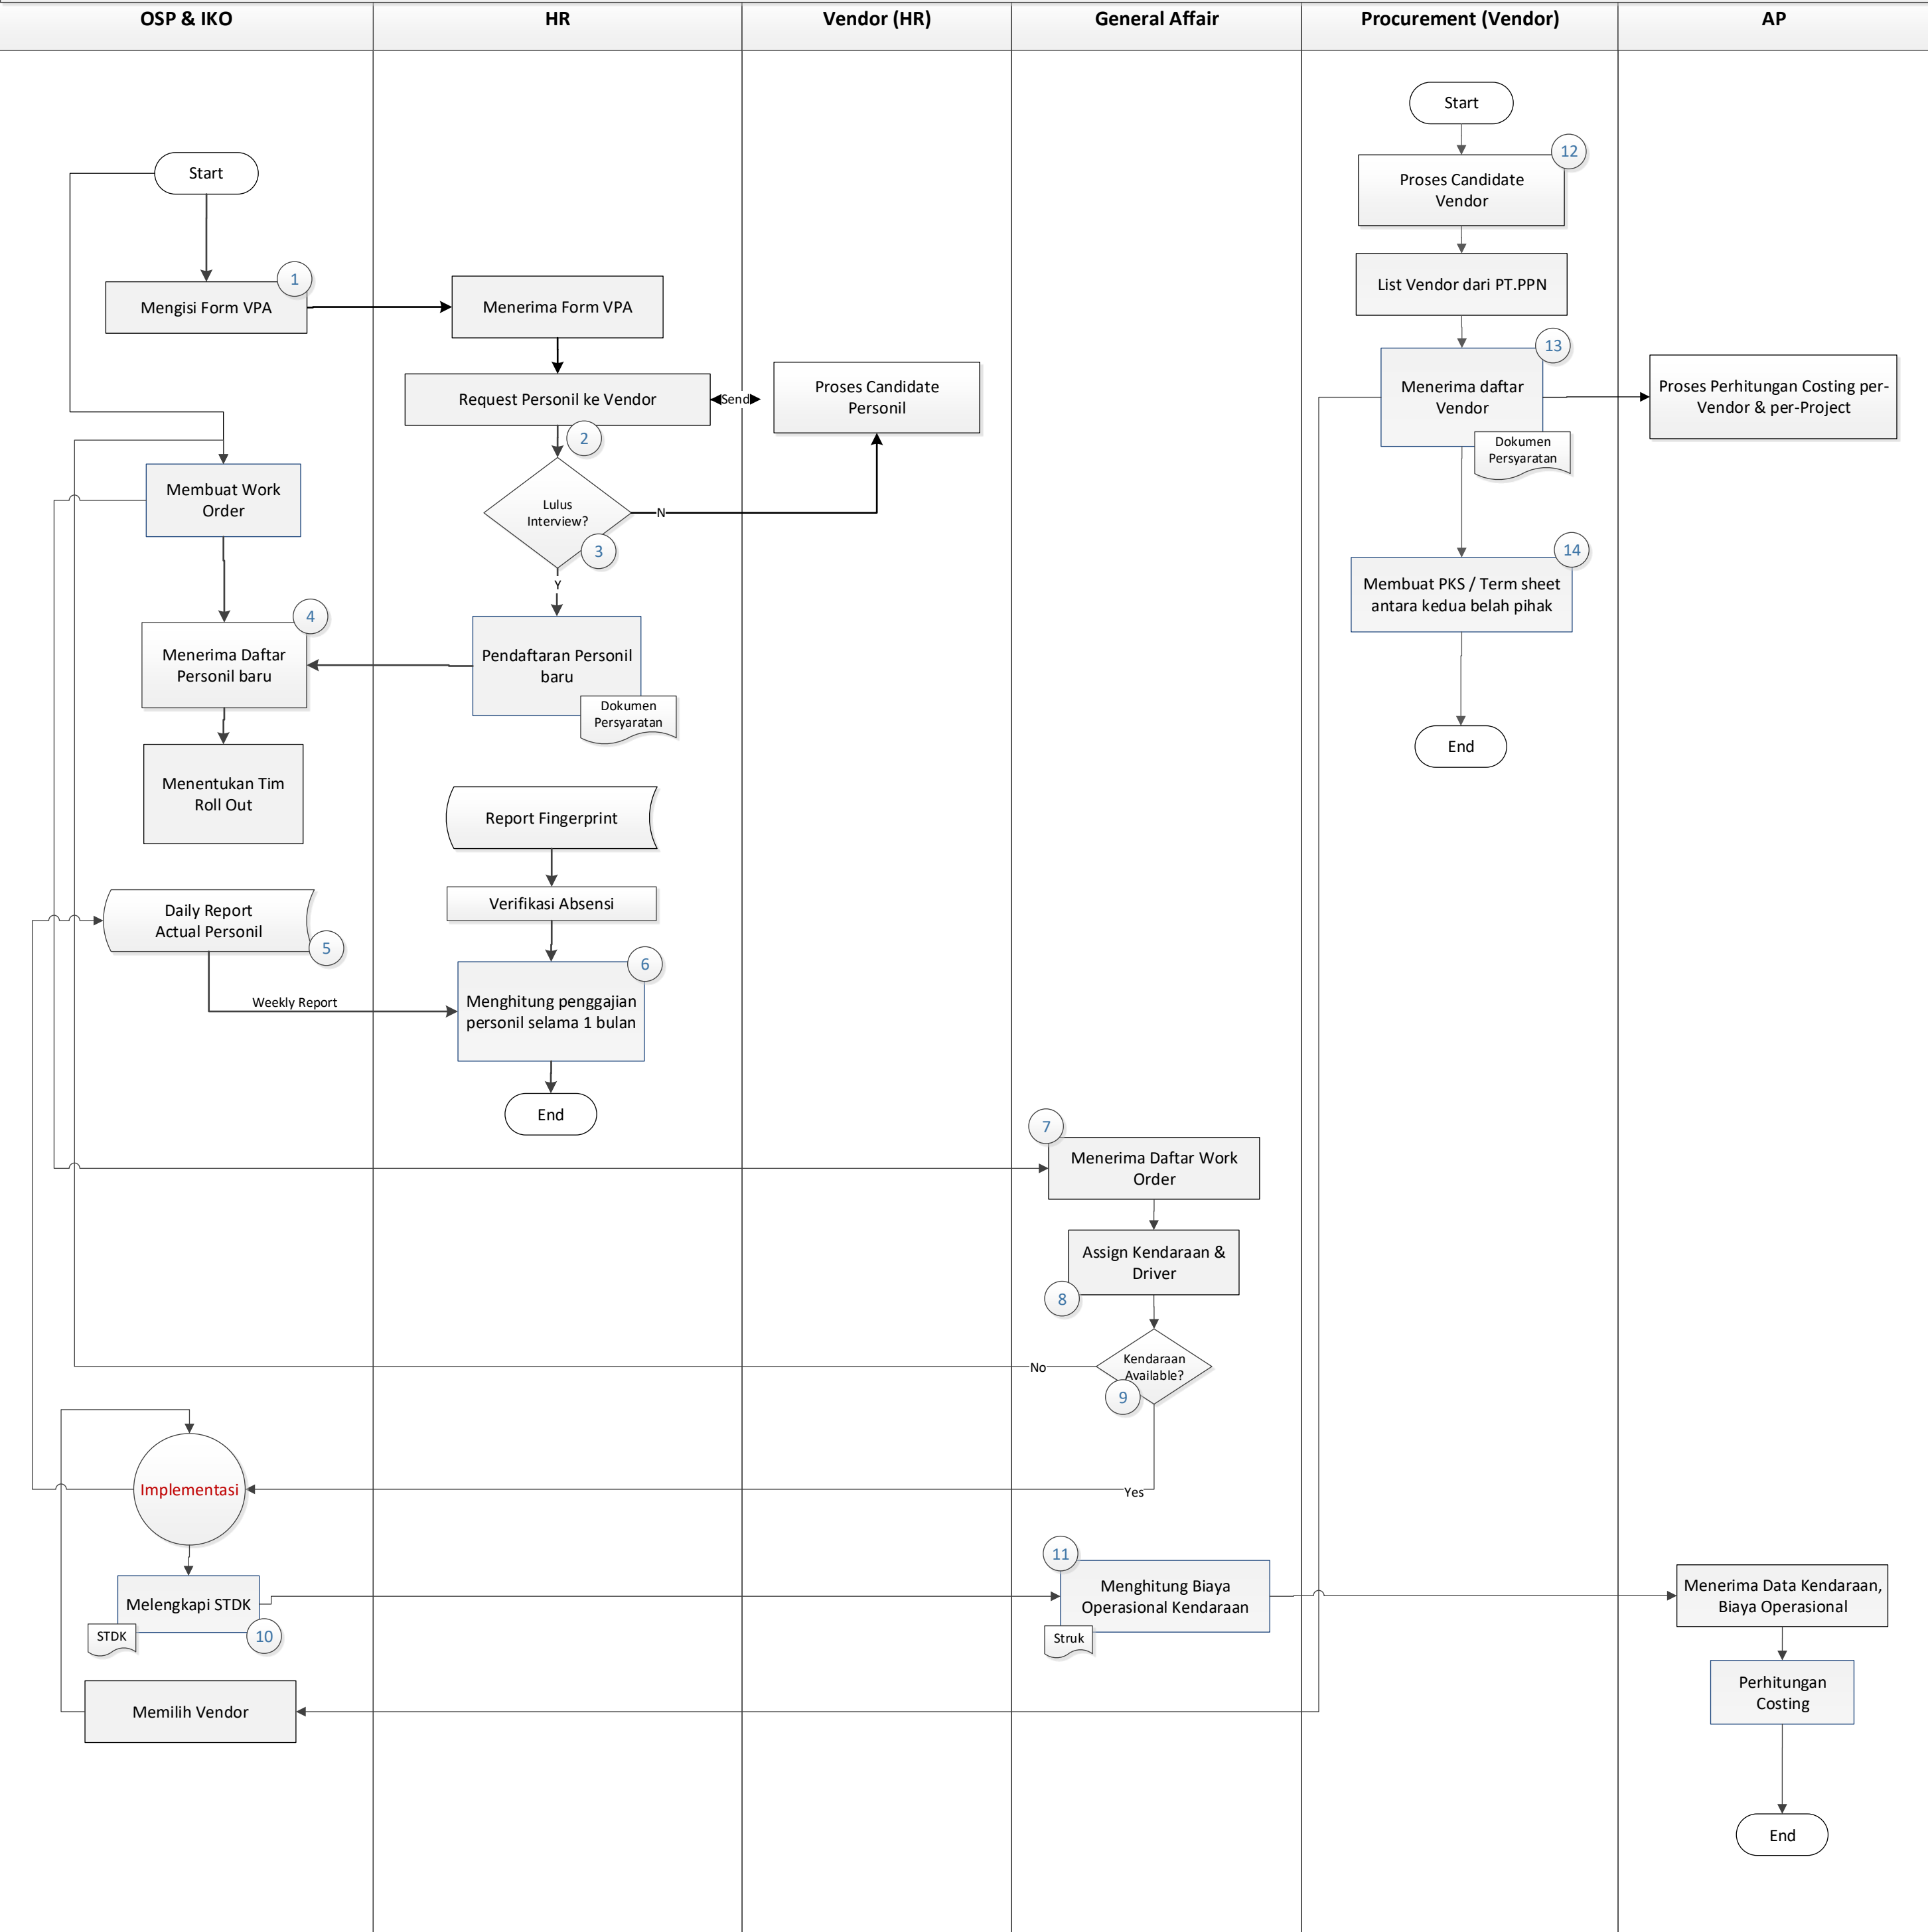 OSP & IKO
HR
Vendor (HR)
General Affair
Procurement (Vendor)
AP
Start
12
Proses Candidate
Vendor
Start
List Vendor dari PT.PPN
1
Mengisi Form VPA
Menerima Form VPA
13
Menerima daftar
Vendor
Dokumen
Persyaratan
Proses Perhitungan Costing per-
Vendor & per-Project
Request Personil ke Vendor
Send
Proses Candidate
Personil
2
Membuat Work
Order
Lulus
Interview?
N
3
Y
14
Membuat PKS / Term sheet
antara kedua belah pihak
4
Menerima Daftar
Personil baru
Pendaftaran Personil
baru
Dokumen
Persyaratan
End
Menentukan Tim
Roll Out
Report Fingerprint
Daily Report
Actual Personil
5
Verifikasi Absensi
6
Weekly Report
Menghitung penggajian
personil selama 1 bulan
End
7
Menerima Daftar Work
Order
Assign Kendaraan &
Driver
8
No
Kendaraan
Available?
9
Implementasi
Yes
11
Melengkapi STDK
STDK
10
Menghitung Biaya
Operasional Kendaraan
Struk
Menerima Data Kendaraan,
Biaya Operasional
Memilih Vendor
Perhitungan
Costing
End